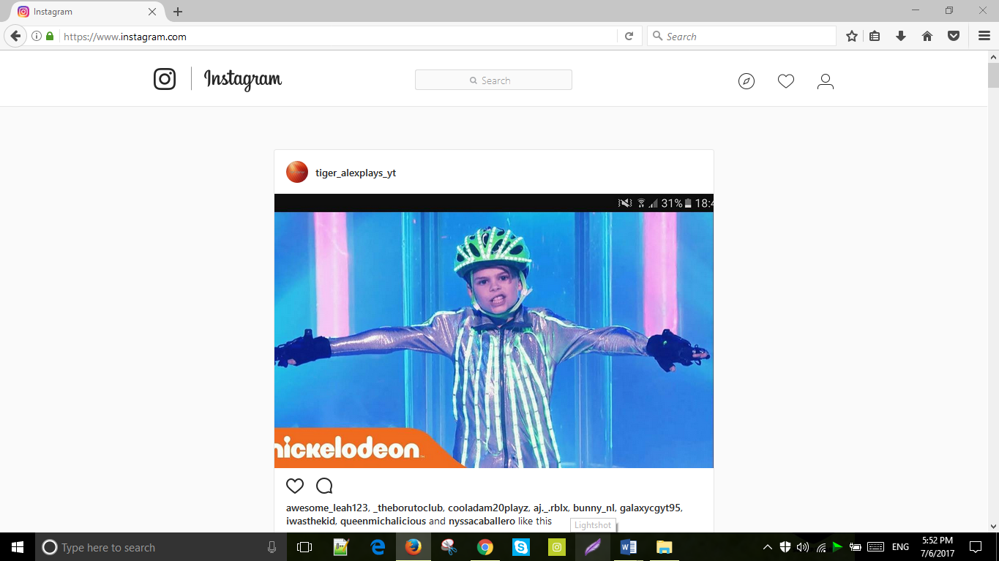 Instagram
https://www.instagram.com
Search
Instagram
Search
tiger_alexplays_yt
31% 18:4
nickelodeon
awesome_leah123, _theborutoclub, cooladam20playz, aj._.rblx, bunny_nl, galaxycgyt95,
iwasthekid, queenmichalicious and nyssacaballero like this
Lightshot
Type here to search
ENG
5:52 PM
7/6/2017